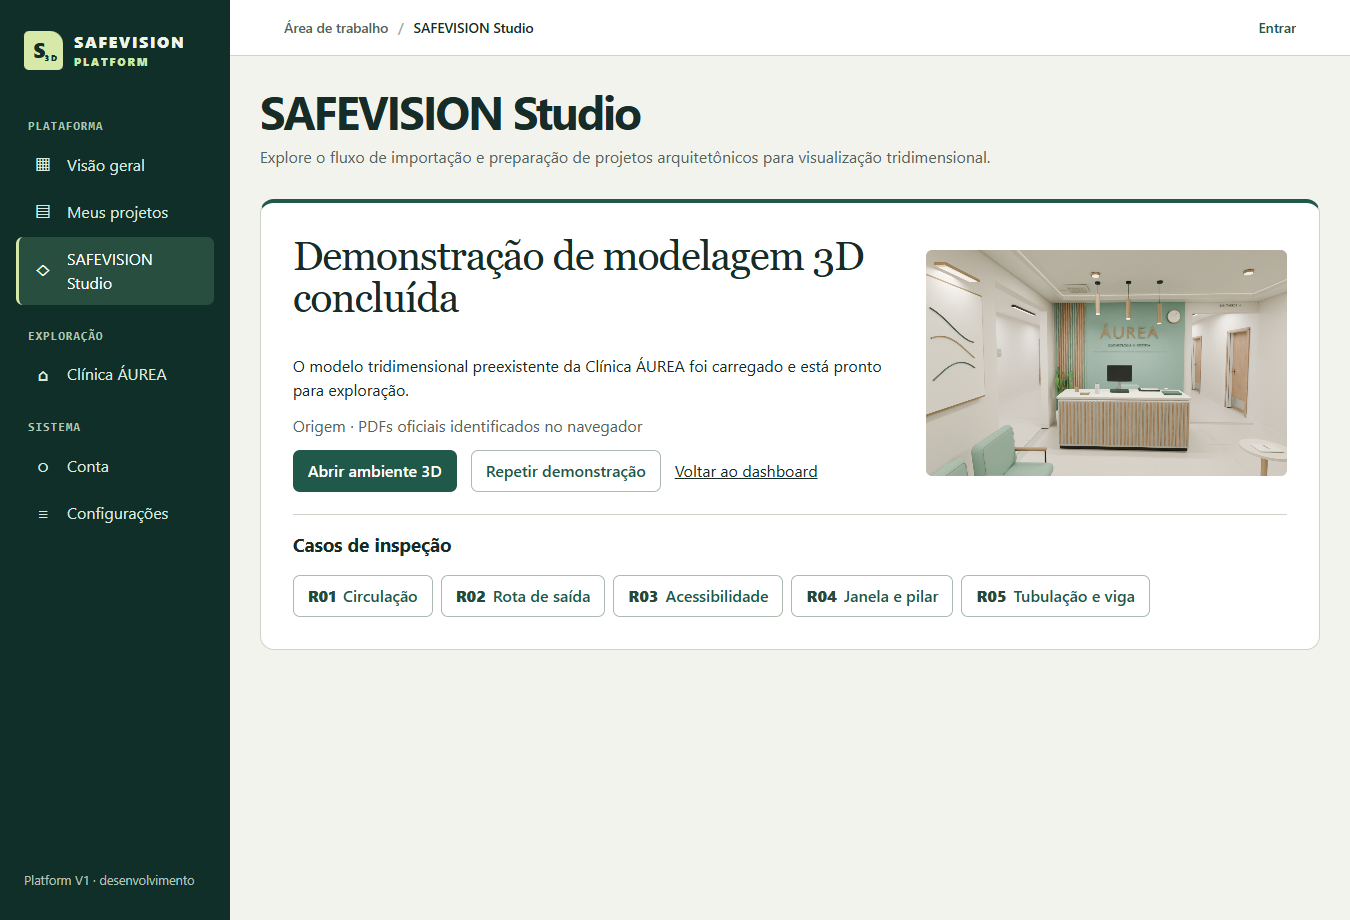 S3D
SAFEVISION
PLATFORM
PLATAFORMA
Visão geral
Meus projetos
SAFEVISION
Studio
EXPLORAÇÃO
Clínica ÁUREA
SISTEMA
Conta
Configurações
Platform V1 · desenvolvimento
Área de trabalho / SAFEVISION Studio
Entrar
SAFEVISION Studio
Explore o fluxo de importação e preparação de projetos arquitetônicos para visualização tridimensional.
Demonstração de modelagem 3D
concluída
O modelo tridimensional preexistente da Clínica ÁUREA foi carregado e está pronto
para exploração.
Origem · PDFs oficiais identificados no navegador
Abrir ambiente 3D
Repetir demonstração
Voltar ao dashboard
ÁUREA
Casos de inspeção
R01 Circulação
R02 Rota de saída
R03 Acessibilidade
R04 Janela e pilar
R05 Tubulação e viga